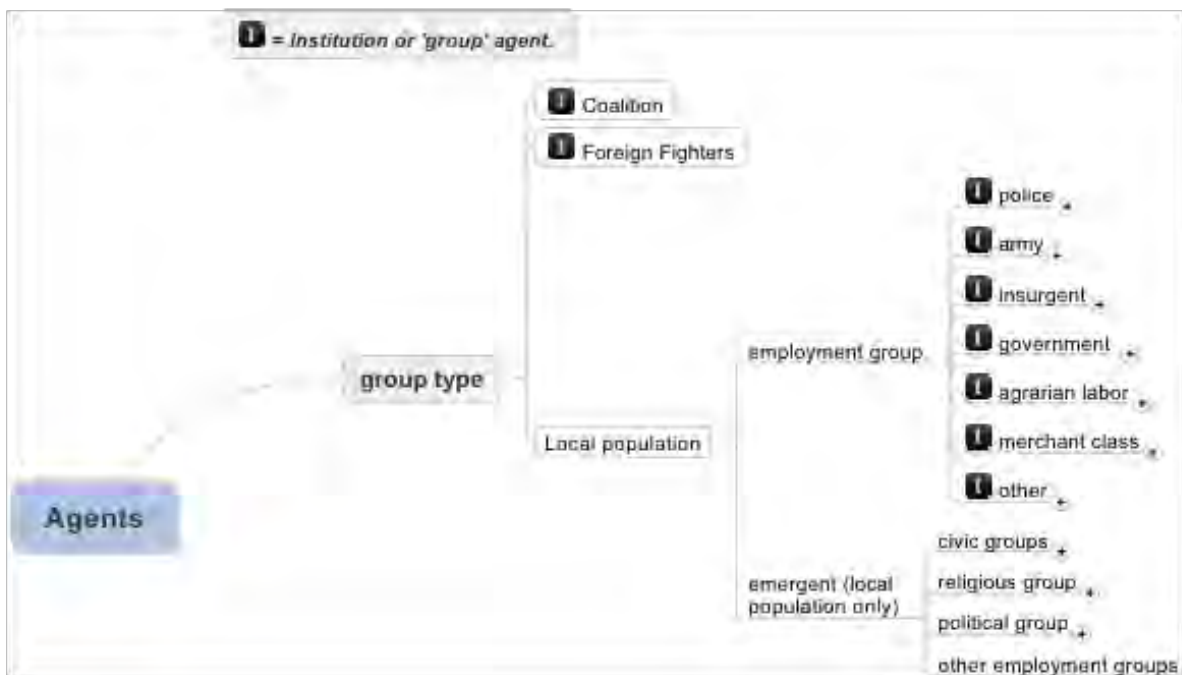 I = Institution or 'group' agent.
I Coalition
I Foreign Fighters
I police
I army
I insurgent
employment group
I government
group type
I agrarian labor
Local population
I merchant class
I other
Agents
civic groups
emergent (local
population only)
religious group
political group
other employment groups